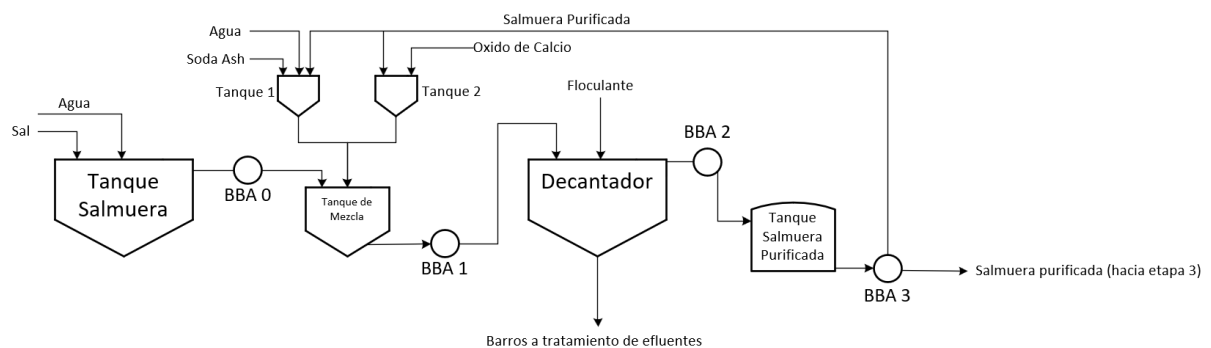 Salmuera Purificada
Agua
Oxido de Calcio
Soda Ash
Tanque 1
Tanque 2
Floculante
Agua
Sal
BBA 2
Tanque
Salmuera
BBA 0
Tanque de
Mezcla
Decantador
Tanque
Salmuera
Purificada
BBA 1
BBA 3
Salmuera purificada (hacia etapa 3)
Barros a tratamiento de efluentes